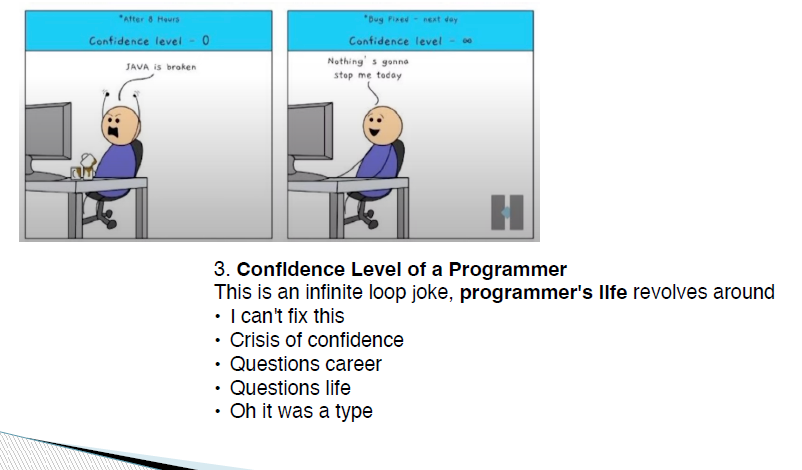 *After 8 Hours
Confidence level - 0
JAVA is broken
*Bug Fixed - next day
Confidence level - ∞
Nothing's gonna
stop me today
3. Confidence Level of a Programmer
This is an infinite loop joke, programmer's life revolves around
• I can't fix this
• Crisis of confidence
• Questions career
• Questions life
• Oh it was a type